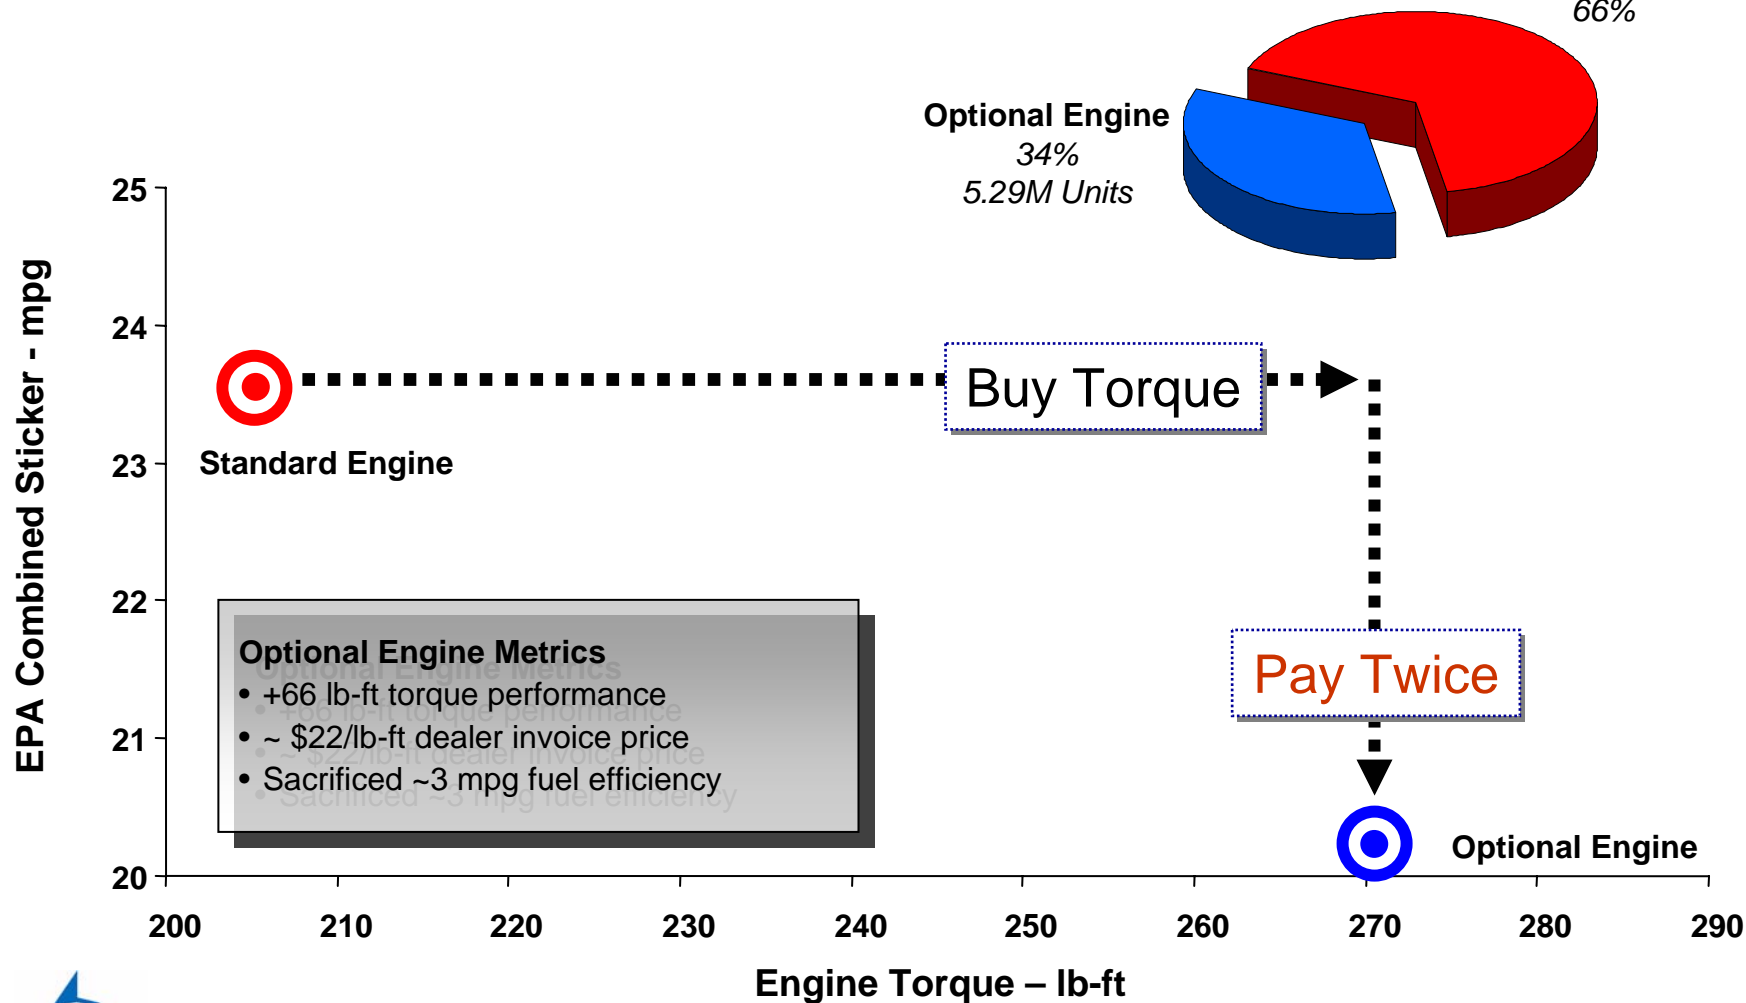 66%
Optional Engine
34%
5.29M Units
EPA Combined Sticker - mpg
25
24
23
22
21
20
Buy Torque
Standard Engine
Pay Twice
Optional Engine Metrics
• +66 lb-ft torque performance
• ~ $22/lb-ft dealer invoice price
• Sacrificed ~3 mpg fuel efficiency
Optional Engine
200 210 220 230 240 250 260 270 280 290
Engine Torque – lb-ft